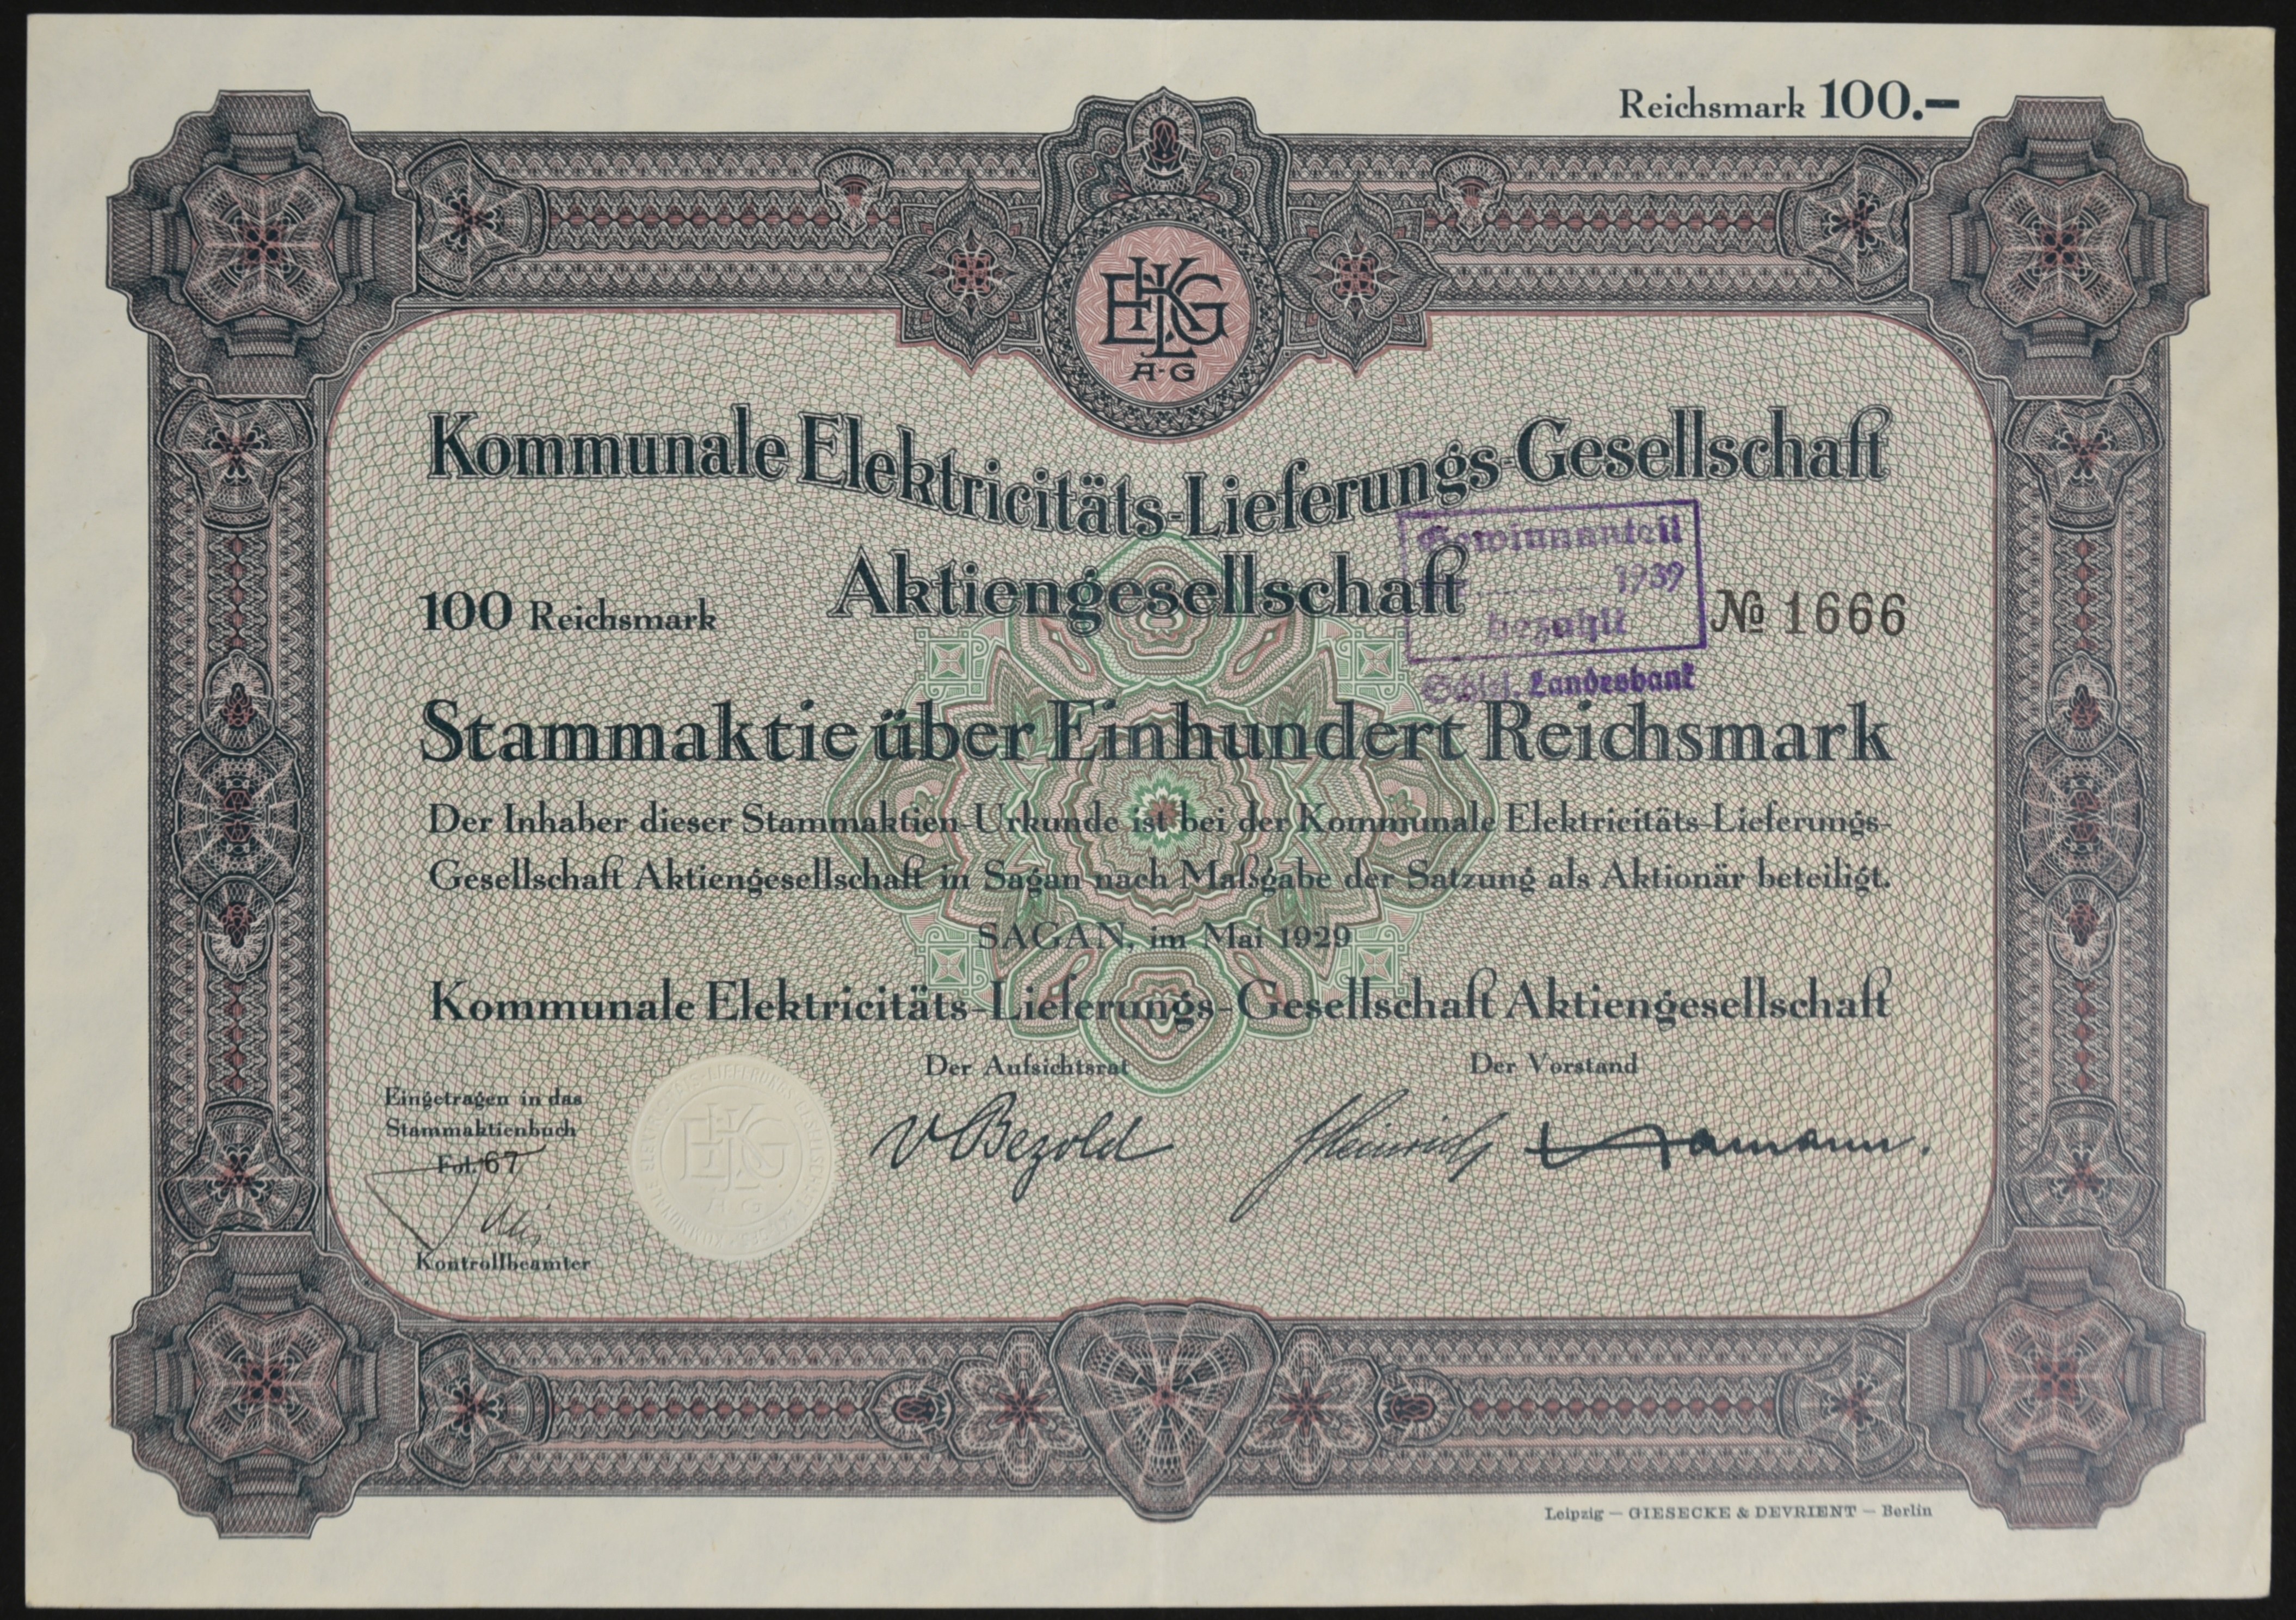 Reichsmark 100.-
EKLG
A·G
Kommunale Elektricitäts-Lieferungs-Gesellschaft
Aktiengesellschaft
Gewinnanteil
1939
bezahlt
Schles. Landesbank
100 Reichsmark
№ 1666
Stammaktie über Einhundert Reichsmark
Der Inhaber dieser Stammaktien-Urkunde ist bei der Kommunale Elektricitäts-Lieferungs-
Gesellschaft Aktiengesellschaft in Sagan nach Maßgabe der Satzung als Aktionär beteiligt.
SAGAN, im Mai 1929
Kommunale Elektricitäts-Lieferungs-Gesellschaft Aktiengesellschaft
Der Aufsichtsrat
Der Vorstand
v Bezold
Heinrich
Eingetragen in das
Stammaktienbuch
Fol. 67
Kontrollbeamter
Leipzig — GIESECKE & DEVRIENT — Berlin